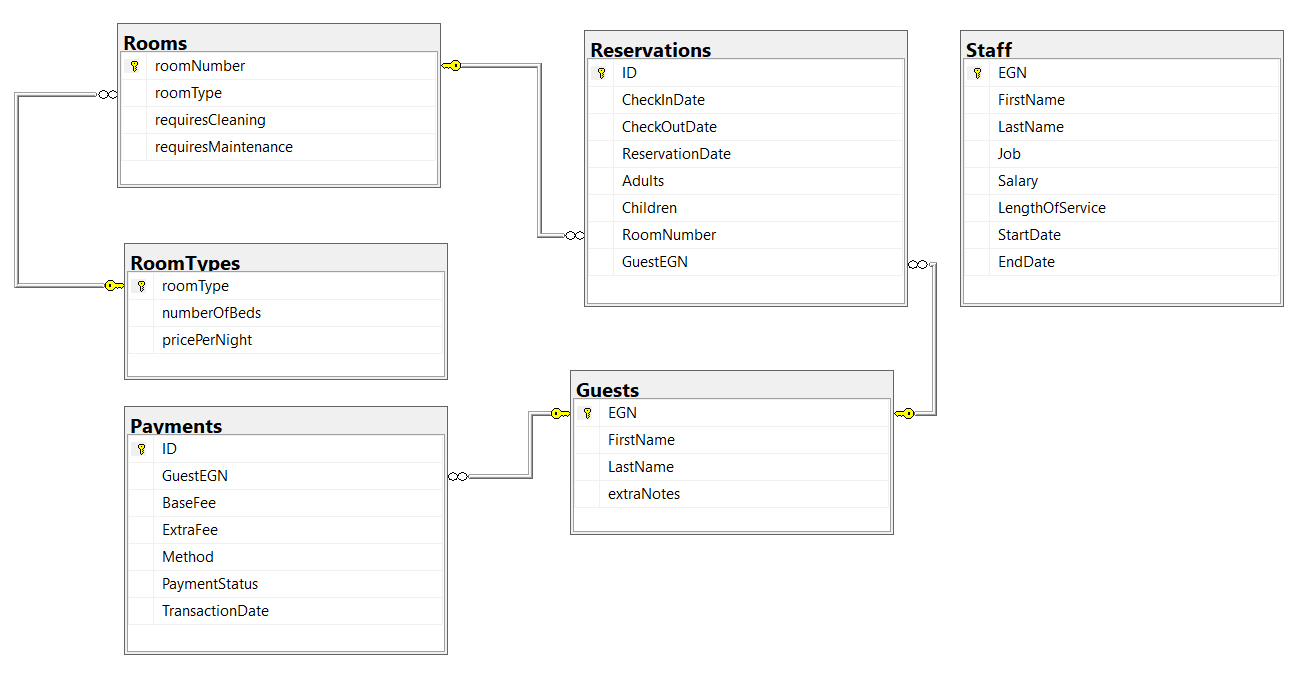 Rooms
roomNumber
roomType
requiresCleaning
requiresMaintenance
RoomTypes
roomType
numberOfBeds
pricePerNight
Payments
ID
GuestEGN
BaseFee
ExtraFee
Method
PaymentStatus
TransactionDate
Reservations
ID
CheckInDate
CheckOutDate
ReservationDate
Adults
Children
RoomNumber
GuestEGN
Guests
EGN
FirstName
LastName
extraNotes
Staff
EGN
FirstName
LastName
Job
Salary
LengthOfService
StartDate
EndDate